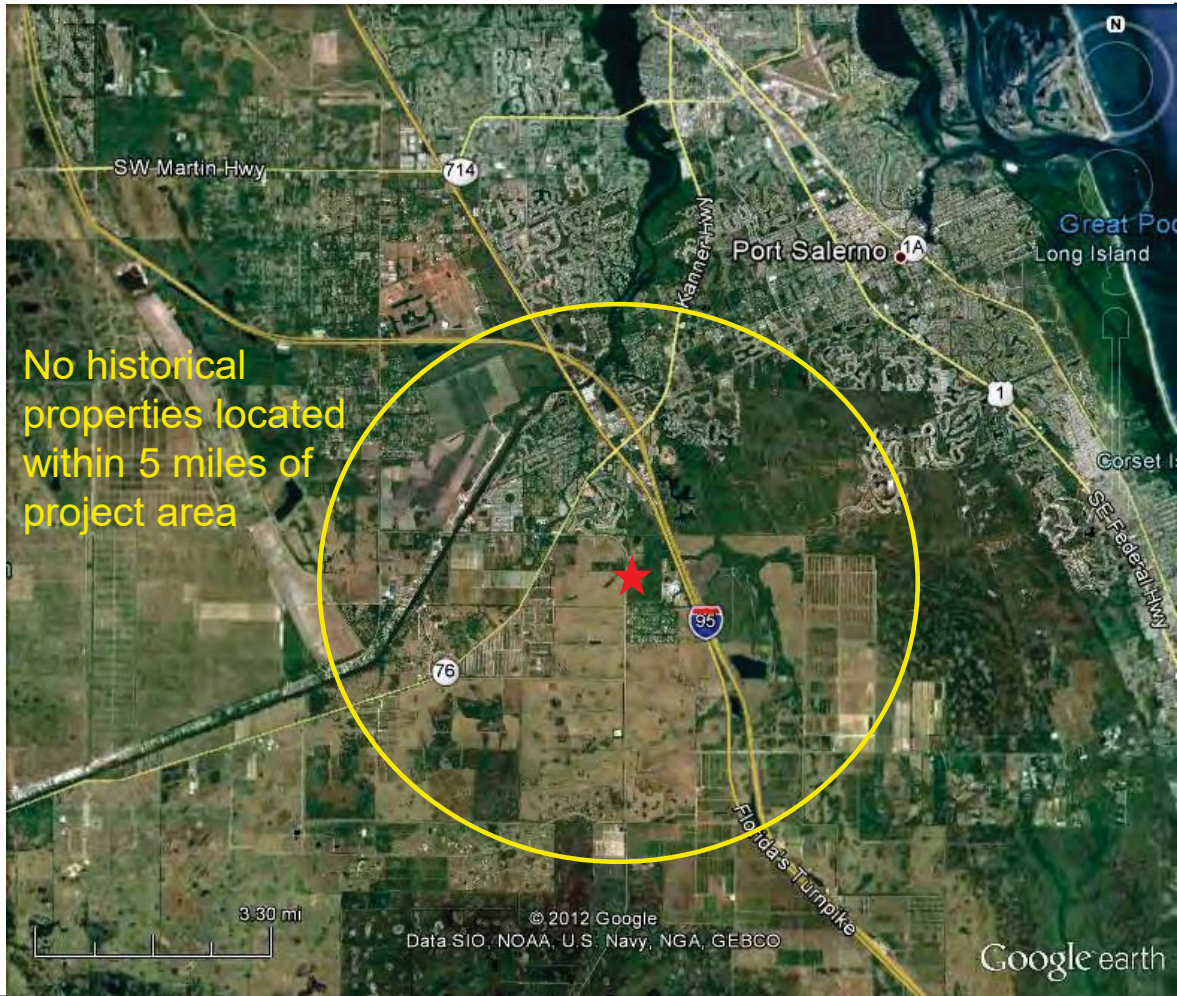 N
SW Martin Hwy
714
Kanner Hwy
Port Salerno
1A
Long Island
No historical
properties located
within 5 miles of
project area
1
Corset
SE Federal Hwy
95
76
Florida's Turnpike
3.30 mi
© 2012 Google
Data SIO, NOAA, U.S. Navy, NGA, GEBCO
Google earth
Great